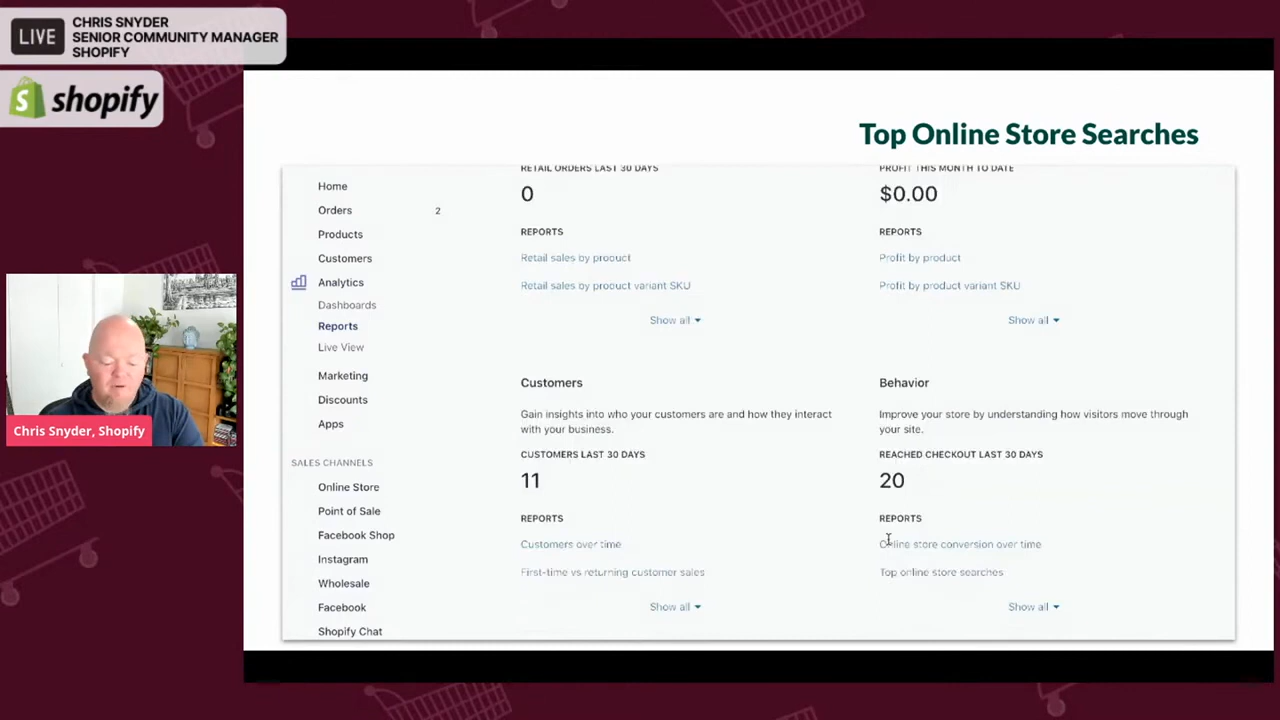 LIVE
CHRIS SNYDER
SENIOR COMMUNITY MANAGER
SHOPIFY
shopify
Chris Snyder, Shopify
Top Online Store Searches
Home
Orders 2
Products
Customers
Analytics
Dashboards
Reports
Live View
Marketing
Discounts
Apps
SALES CHANNELS
Online Store
Point of Sale
Facebook Shop
Instagram
Wholesale
Facebook
Shopify Chat
RETAIL ORDERS LAST 30 DAYS
0
REPORTS
Retail sales by product
Retail sales by product variant SKU
Show all
PROFIT THIS MONTH TO DATE
$0.00
REPORTS
Profit by product
Profit by product variant SKU
Show all
Customers
Gain insights into who your customers are and how they interact
with your business.
CUSTOMERS LAST 30 DAYS
11
REPORTS
Customers over time
First-time vs returning customer sales
Show all
Behavior
Improve your store by understanding how visitors move through
your site.
REACHED CHECKOUT LAST 30 DAYS
20
REPORTS
Online store conversion over time
Top online store searches
Show all